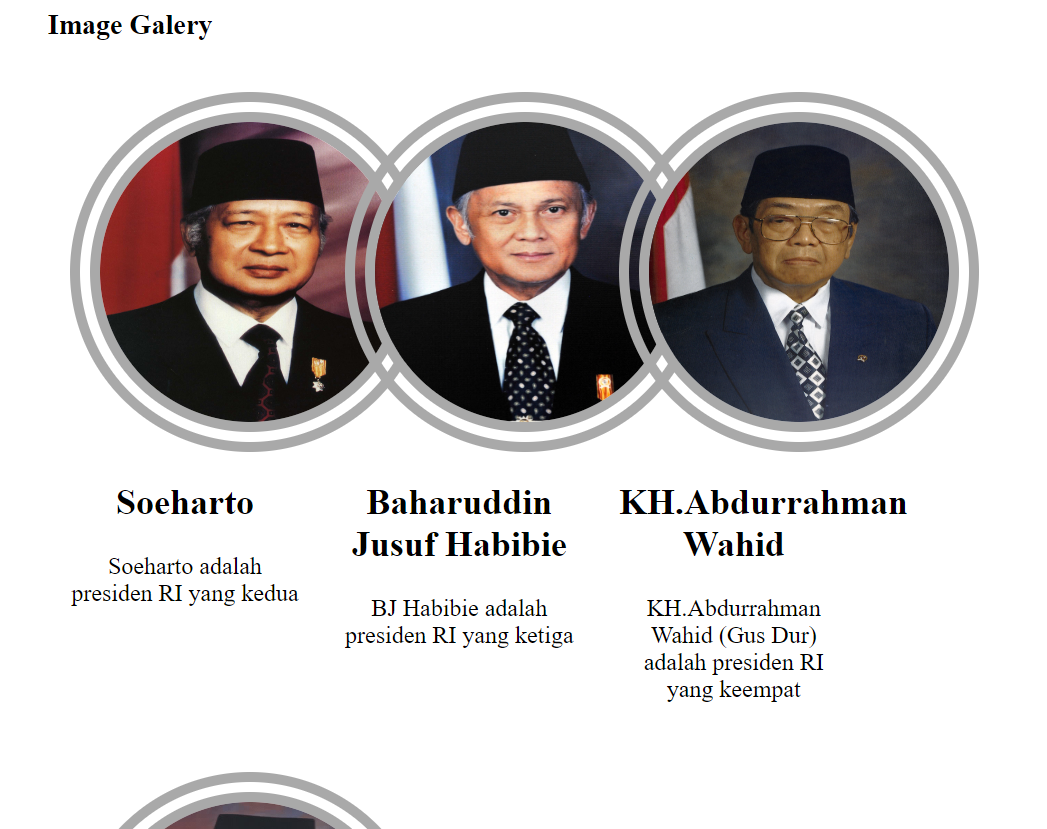 Image Galery
Soeharto
Soeharto adalah
presiden RI yang kedua
Baharuddin
Jusuf Habibie
BJ Habibie adalah
presiden RI yang ketiga
KH.Abdurrahman
Wahid
KH.Abdurrahman
Wahid (Gus Dur)
adalah presiden RI
yang keempat